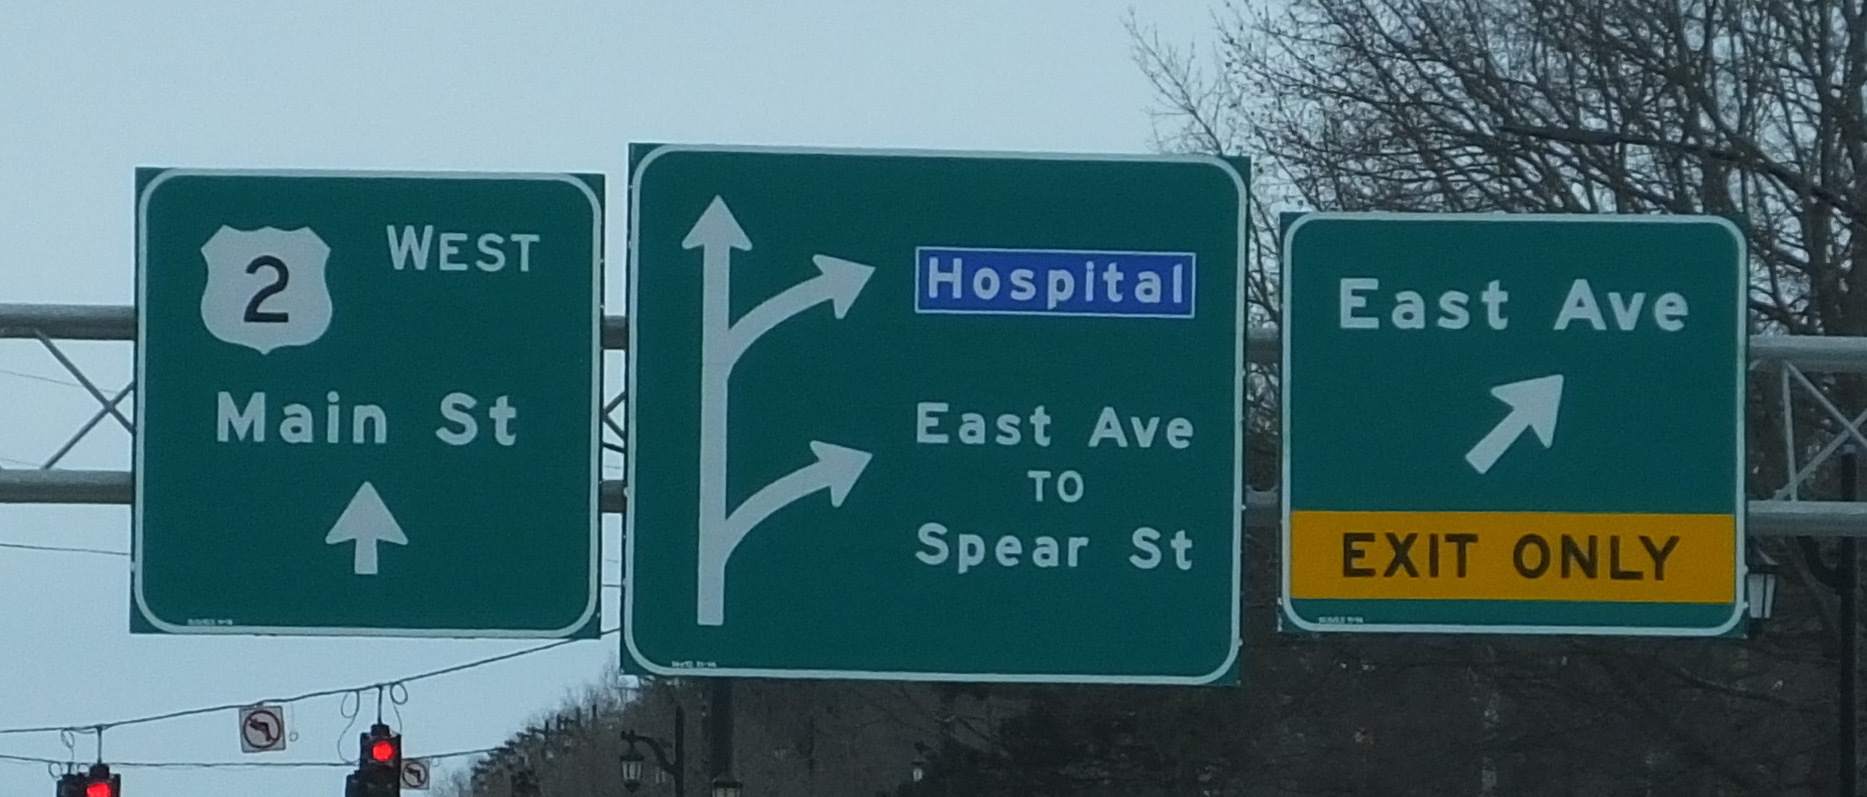 2 WEST
Main St
Hospital
East Ave
TO
Spear St
East Ave
EXIT ONLY